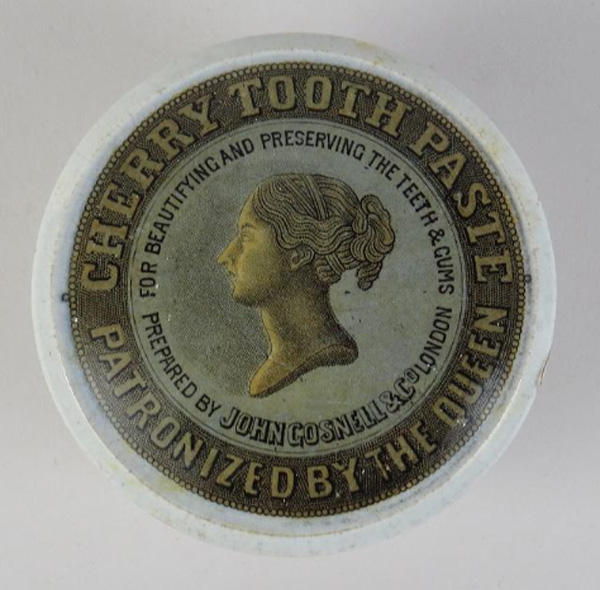 CHERRY TOOTH PASTE
PATRONIZED BY THE QUEEN
FOR BEAUTIFYING AND PRESERVING THE TEETH & GUMS
PREPARED BY JOHN GOSNELL & CO LONDON